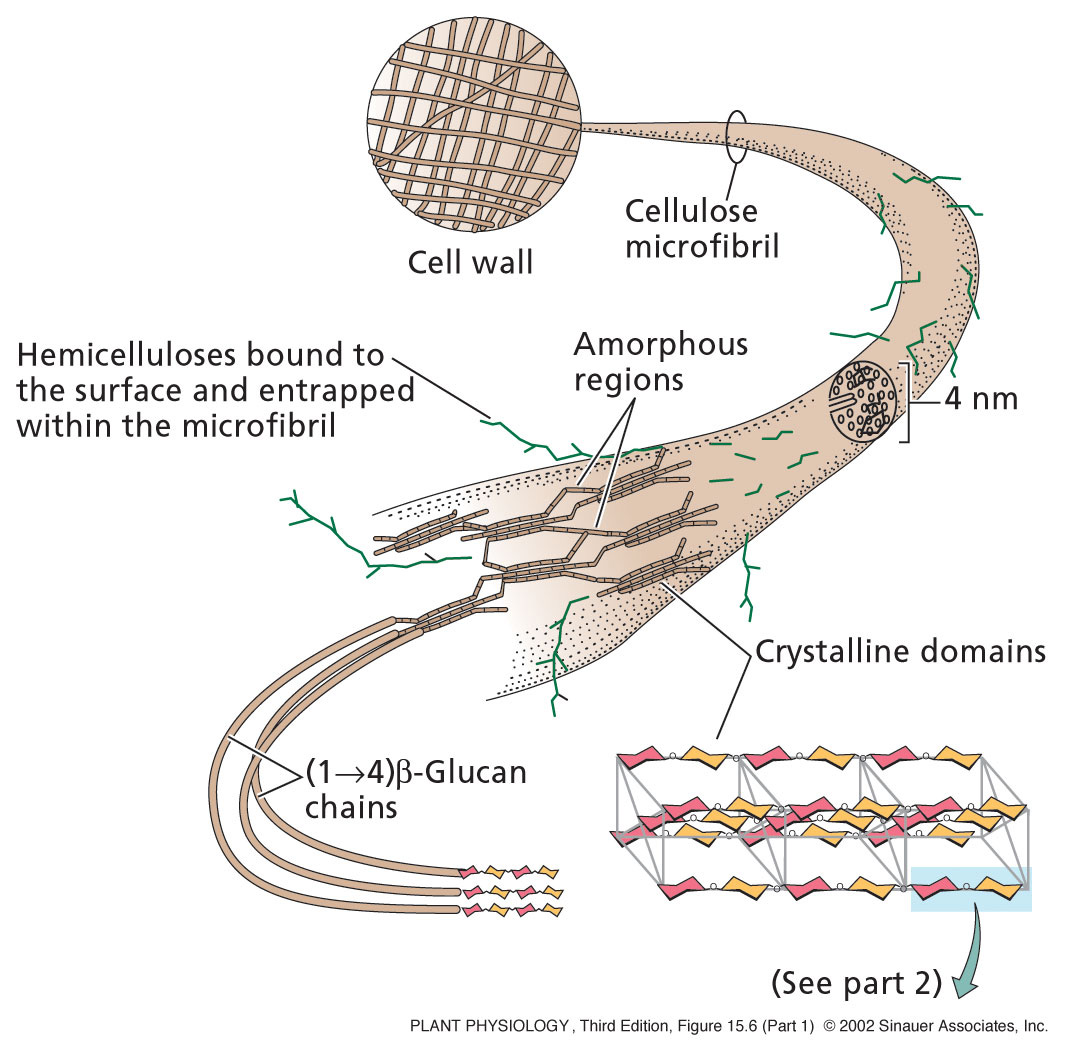 Cell wall
Cellulose
microfibril
Hemicelluloses bound to
the surface and entrapped
within the microfibril
Amorphous
regions
4 nm
Crystalline domains
(1→4)β-Glucan
chains
(See part 2)
PLANT PHYSIOLOGY, Third Edition, Figure 15.6 (Part 1) © 2002 Sinauer Associates, Inc.